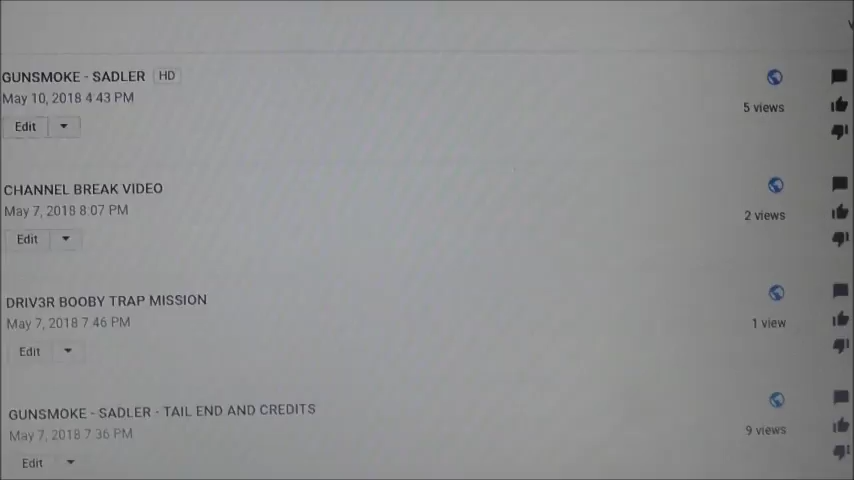 GUNSMOKE - SADLER HD
May 10, 2018 4 43 PM
5 views
Edit
CHANNEL BREAK VIDEO
May 7, 2018 8:07 PM
2 views
Edit
DRIV3R BOOBY TRAP MISSION
May 7, 2018 7 46 PM
1 view
Edit
GUNSMOKE - SADLER - TAIL END AND CREDITS
May 7, 2018 7 36 PM
9 views
Edit